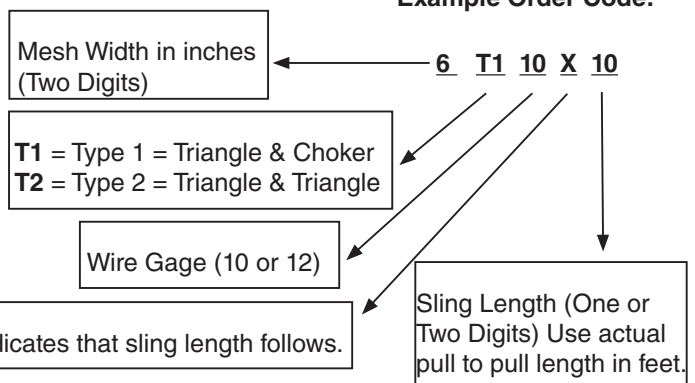 Example Order Code:
6 T1 10 X 10
Mesh Width in inches
(Two Digits)
T1 = Type 1 = Triangle & Choker
T2 = Type 2 = Triangle & Triangle
Wire Gage (10 or 12)
dicates that sling length follows.
Sling Length (One or
Two Digits) Use actual
pull to pull length in feet.